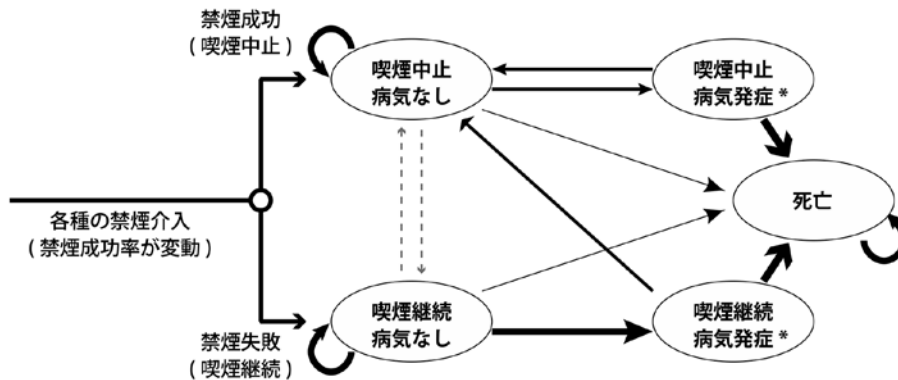 禁煙成功
(喫煙中止)
喫煙中止
病気なし
喫煙中止
病気発症*
各種の禁煙介入
(禁煙成功率が変動)
死亡
禁煙失敗
(喫煙継続)
喫煙継続
病気なし
喫煙継続
病気発症*